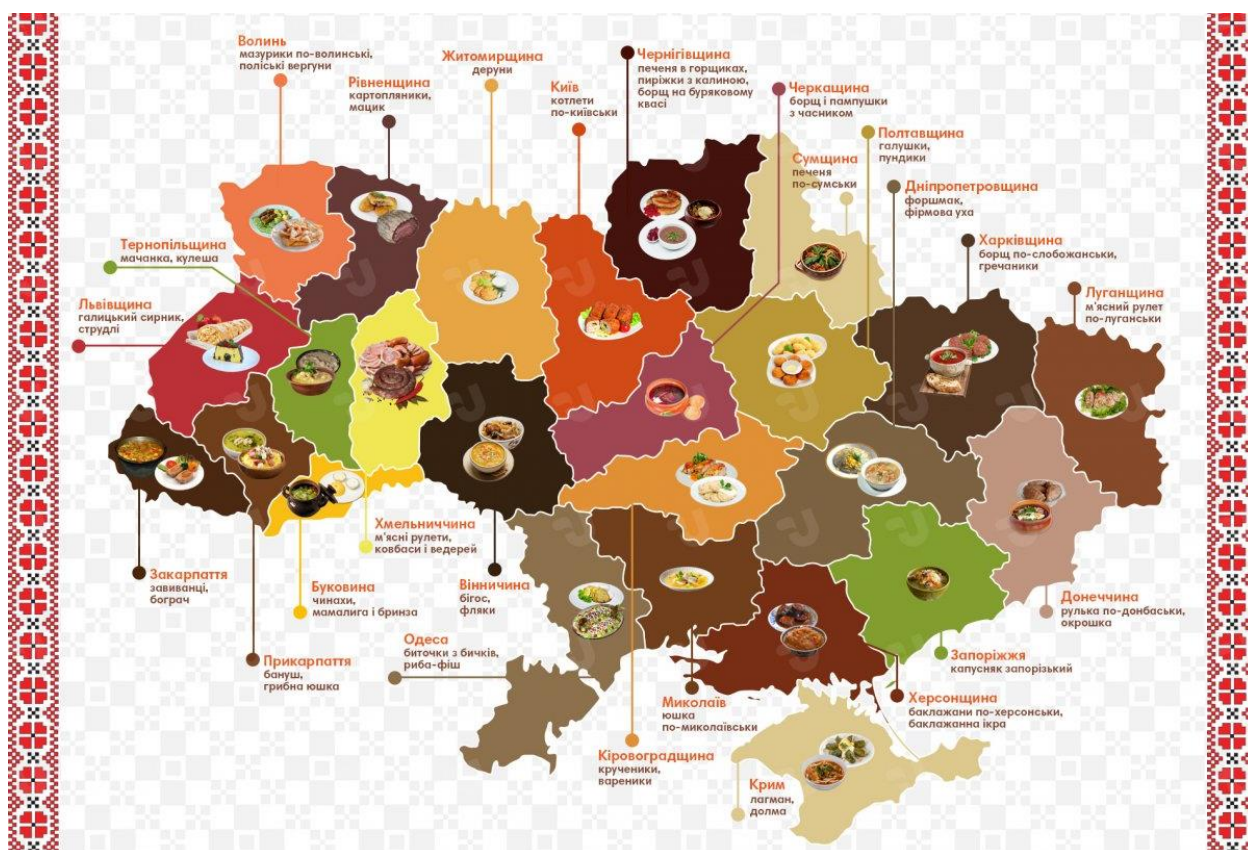 Волинь
мазурики по-волинські,
поліські вергуни
Рівненщина
картопляники,
мацик
Житомирщина
деруни
Київ
котлети
по-київськи
Чернігівщина
печеня в горщиках,
пиріжки з калиною,
борщ на буряковому
квасі
Черкащина
борщ і пампушки
з часником
Сумщина
печеня
по-сумськи
Полтавщина
галушки,
пундики
Дніпропетровщина
форшмак,
фірмова уха
Харківщина
борщ по-слобожанськи,
гречаники
Луганщина
м'ясний рулет
по-луганськи
Тернопільщина
мачанка, кулеша
Львівщина
галицький сирник,
струдлі
Закарпаття
завиванці,
бограч
Прикарпаття
бануш,
грибна юшка
Буковина
чинахи,
мамалига і бринза
Хмельниччина
м'ясні рулети,
ковбаси і ведерей
Вінниччина
бігос,
фляки
Одеса
биточки з бичків,
риба-фіш
Миколаїв
юшка
по-миколаївськи
Кіровоградщина
крученики,
вареники
Крим
лагман,
долма
Херсонщина
баклажани по-херсонськи,
баклажанна ікра
Запоріжжя
капусняк запорізький
Донеччина
рулька по-донбаськи,
окрошка